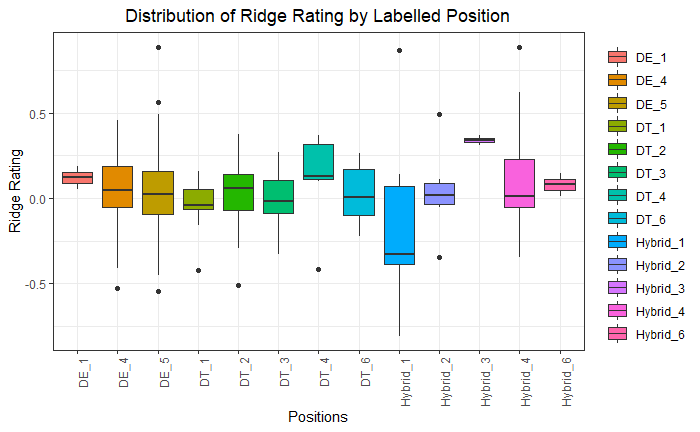 Distribution of Ridge Rating by Labelled Position
Ridge Rating
0.5
0.0
-0.5
DE_1
DE_4
DE_5
DT_1
DT_2
DT_3
DT_4
DT_6
Hybrid_1
Hybrid_2
Hybrid_3
Hybrid_4
Hybrid_6
Positions
DE_1
DE_4
DE_5
DT_1
DT_2
DT_3
DT_4
DT_6
Hybrid_1
Hybrid_2
Hybrid_3
Hybrid_4
Hybrid_6